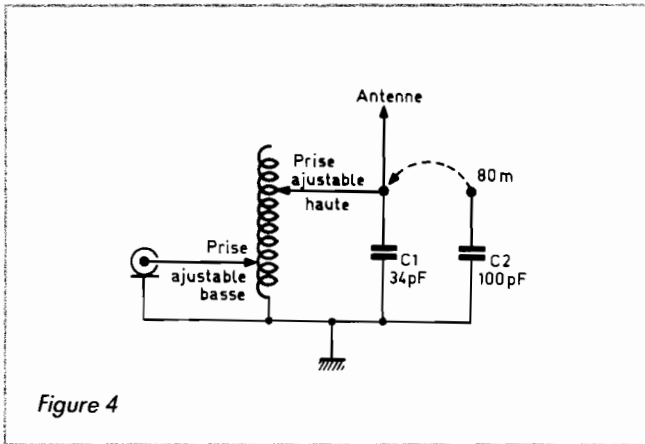 Antenne
Prise
ajustable
haute
80 m
Prise
ajustable
basse
C1
34pF
C2
100pF
Figure 4